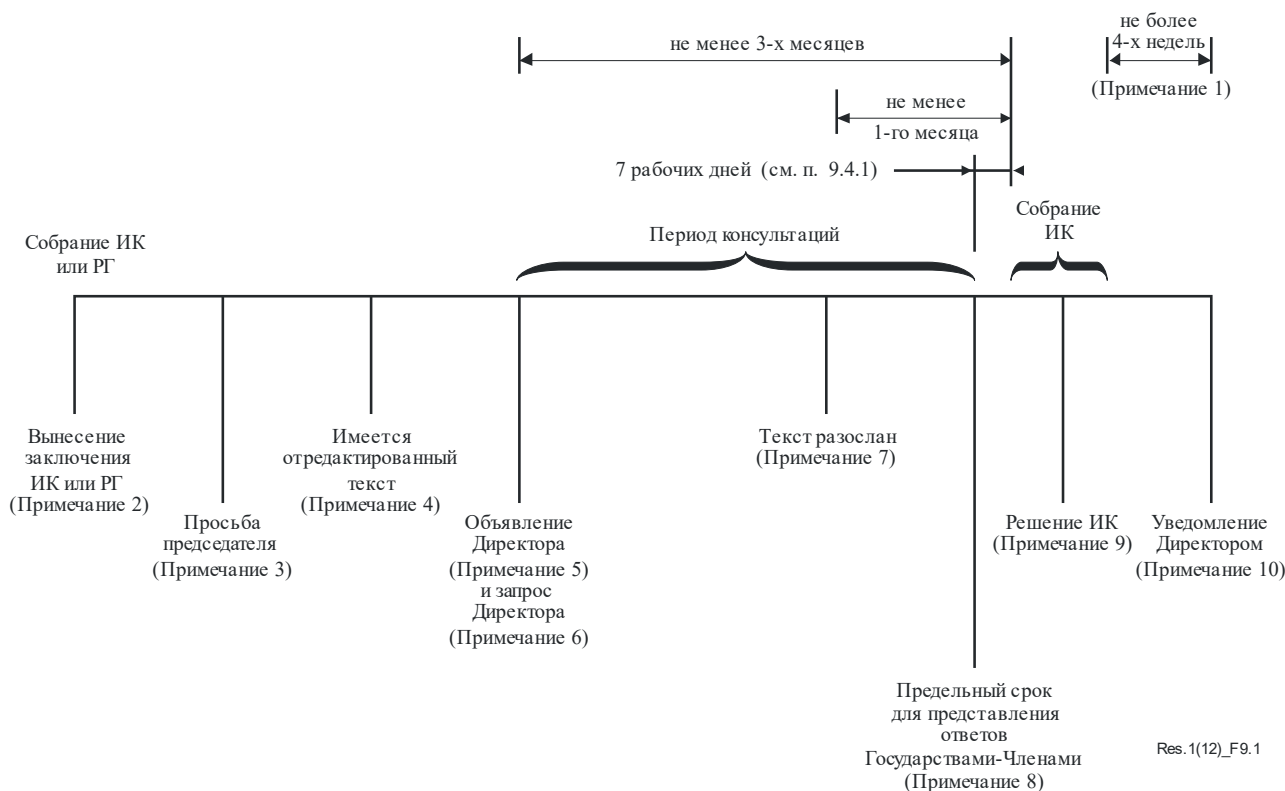 не менее 3-х месяцев
не более
4-х недель
(Примечание 1)
не менее
1-го месяца
7 рабочих дней (см. п. 9.4.1)
Собрание ИК
или РГ
Период консультаций
Собрание
ИК
Вынесение
заключения
ИК или РГ
(Примечание 2)
Просьба
председателя
(Примечание 3)
Имеется
отредактированный
текст
(Примечание 4)
Объявление
Директора
(Примечание 5)
и запрос
Директора
(Примечание 6)
Текст разослан
(Примечание 7)
Предельный срок
для представления
ответов
Государствами-Членами
(Примечание 8)
Решение ИК
(Примечание 9)
Уведомление
Директором
(Примечание 10)
Res.1(12)_F9.1